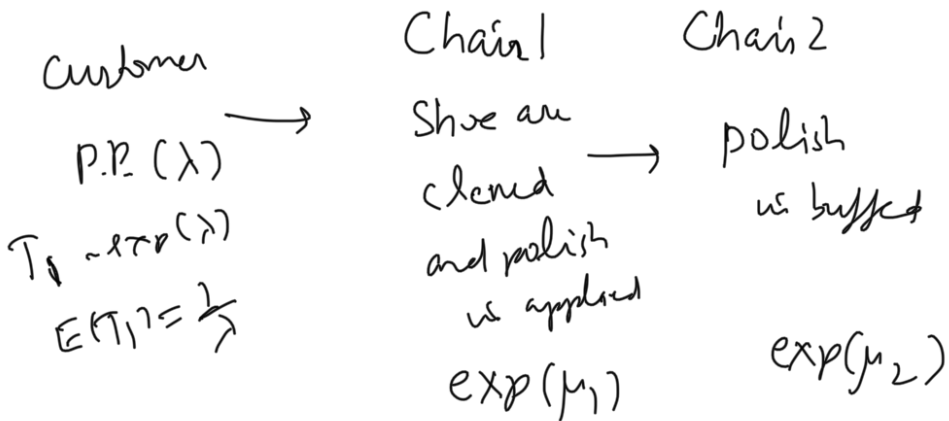 Customer
P.P. (λ)
T₁ ~ exp(λ)
E(T₁) = 1/λ
Chair 1
Shoe are
cleaned
and polish
is applied
exp(μ₁)
Chair 2
polish
is buffed
exp(μ₂)